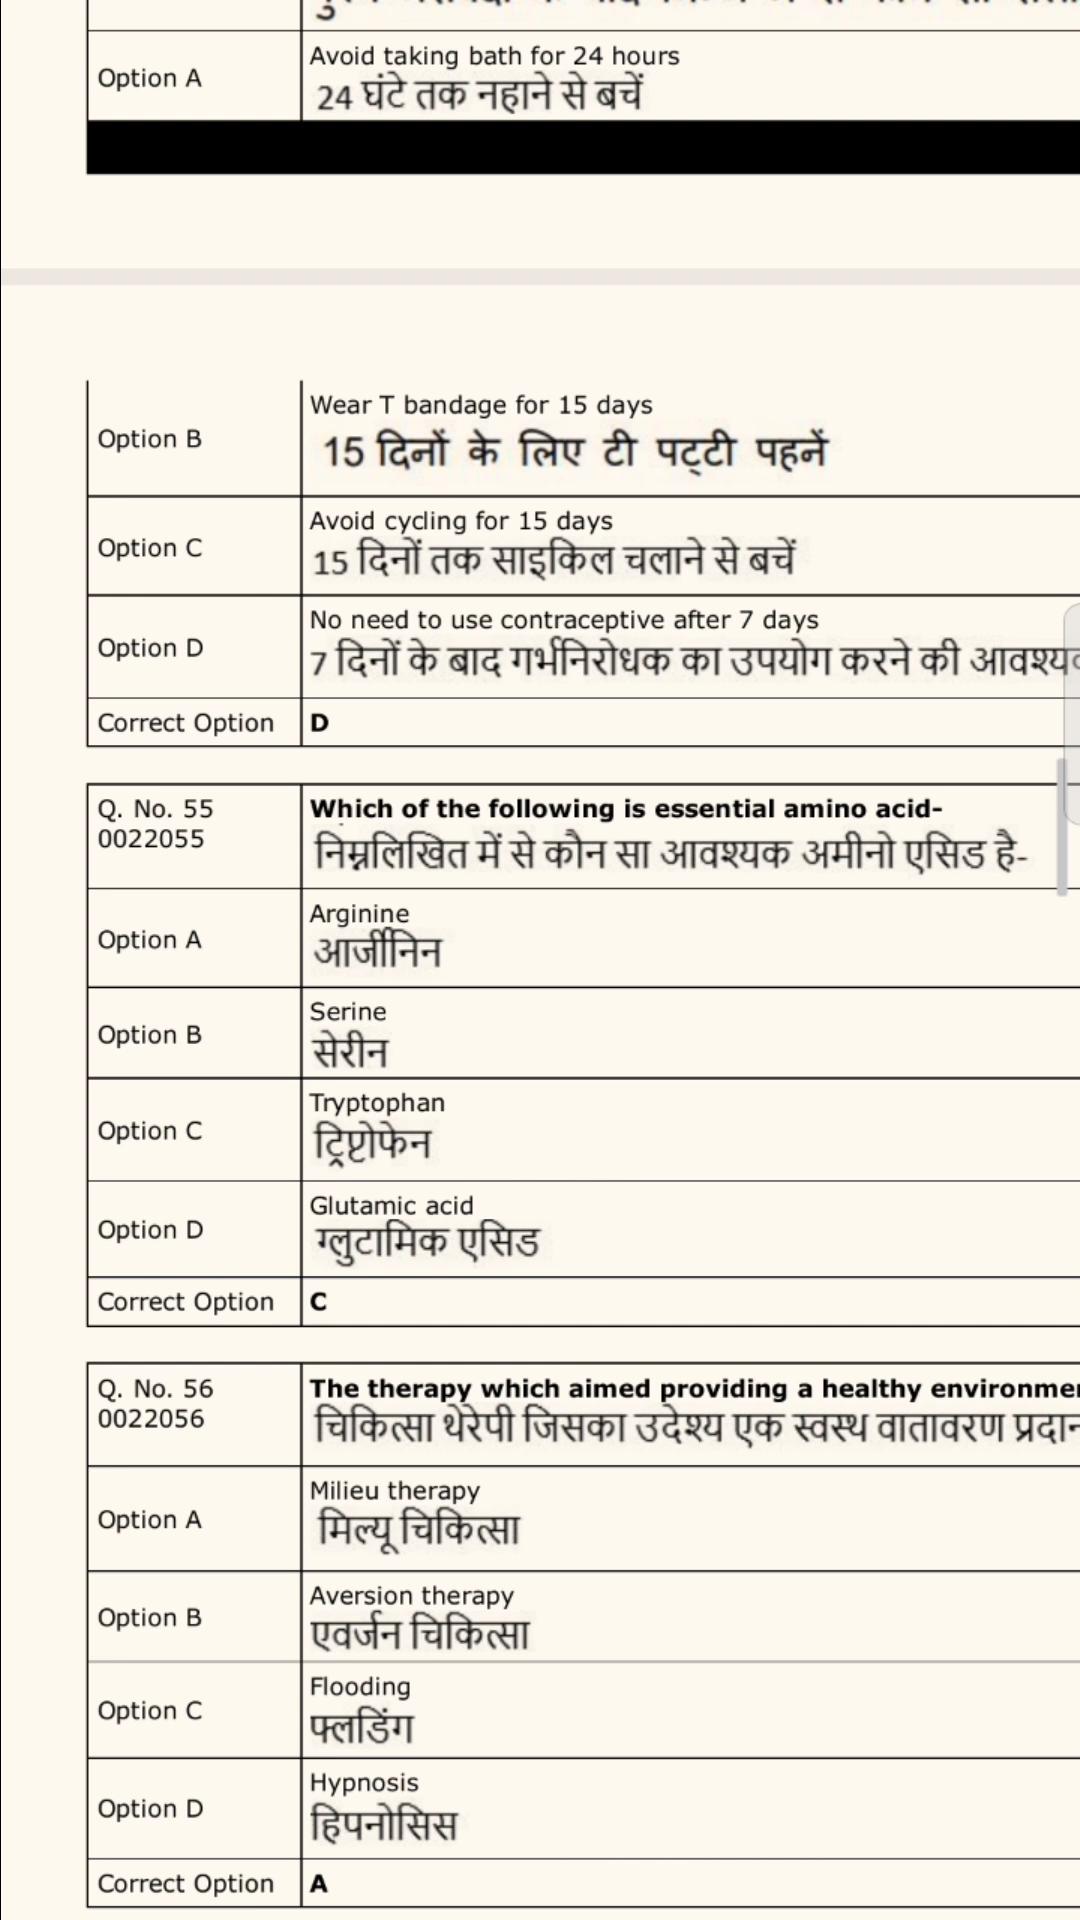 Option A
Avoid taking bath for 24 hours
24 घंटे तक नहाने से बचें
Option B
Wear T bandage for 15 days
15 दिनों के लिए टी पट्टी पहनें
Option C
Avoid cycling for 15 days
15 दिनों तक साइकिल चलाने से बचें
Option D
No need to use contraceptive after 7 days
7 दिनों के बाद गर्भनिरोधक का उपयोग करने की
Correct Option
D
Q. No. 55
0022055
Which of the following is essential amino acid-
निम्नलिखित में से कौन सा आवश्यक अमीनो एसिड है-
Option A
Arginine
आर्जीनिन
Option B
Serine
सेरीन
Option C
Tryptophan
ट्रिप्टोफेन
Option D
Glutamic acid
ग्लुटामिक एसिड
Correct Option
C
Q. No. 56
0022056
The therapy which aimed providing a healthy
चिकित्सा थेरेपी जिसका उदेश्य एक स्वस्थ वातावरण
Option A
Milieu therapy
मिल्यू चिकित्सा
Option B
Aversion therapy
एवर्जन चिकित्सा
Option C
Flooding
फ्लडिंग
Option D
Hypnosis
हिपनोसिस
Correct Option
A